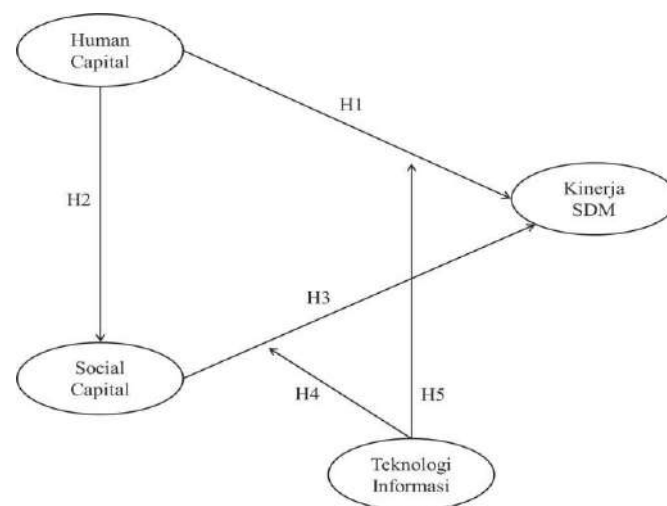 Human
Capital
H1
Kinerja
SDM
H2
H3
Social
Capital
H4
H5
Teknologi
Informasi